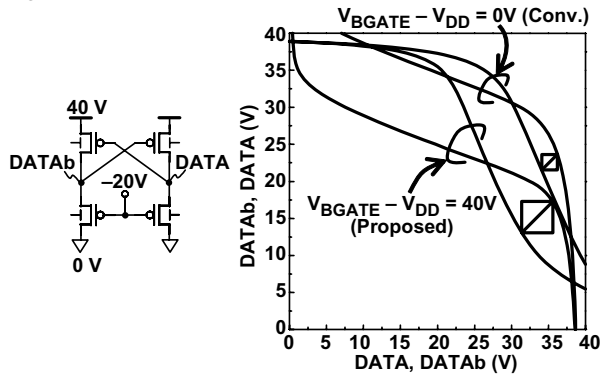 V_BGATE – V_DD = 0V (Conv.)
40 V
DATAb
DATA
–20V
0 V
DATAb, DATA (V)
40
35
30
25
20
15
10
5
0
V_BGATE – V_DD = 40V
(Proposed)
0 5 10 15 20 25 30 35 40
DATA, DATAb (V)